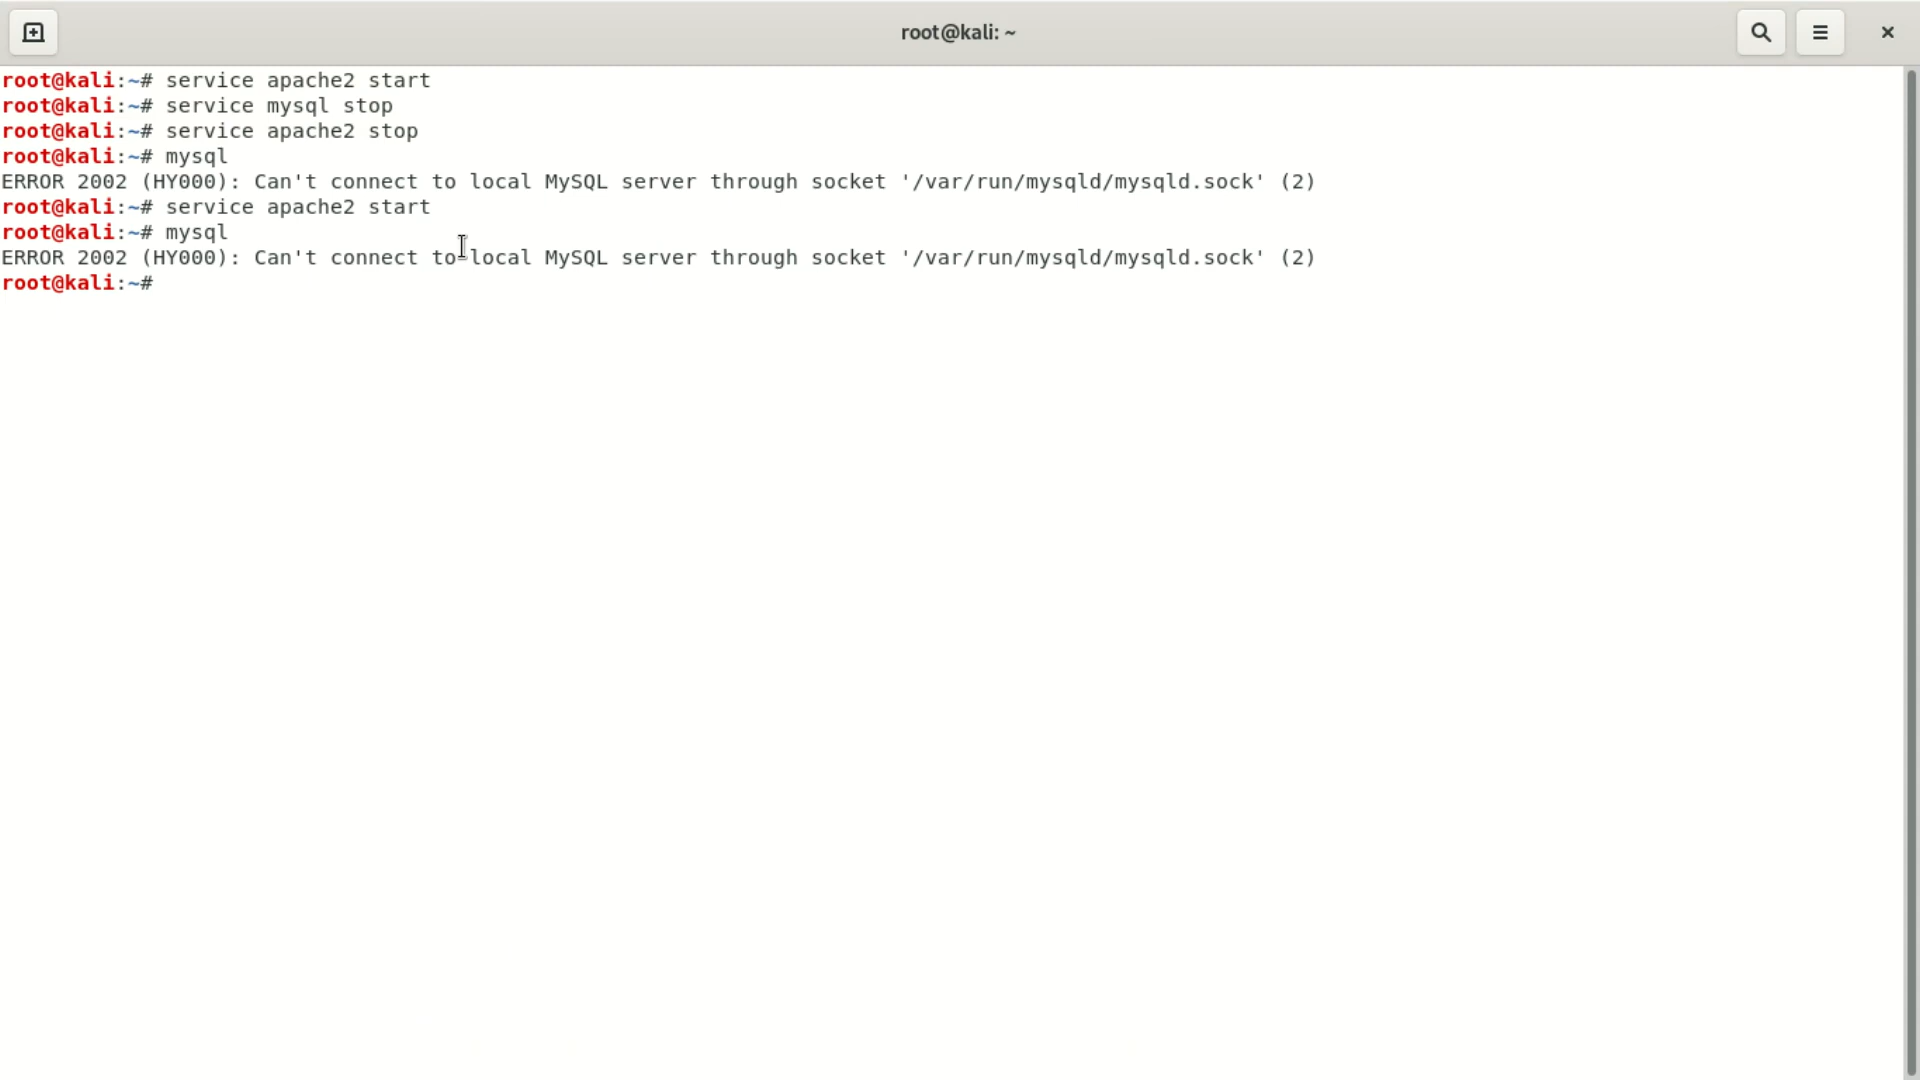 root@kali: ~
root@kali:~# service apache2 start
root@kali:~# service mysql stop
root@kali:~# service apache2 stop
root@kali:~# mysql
ERROR 2002 (HY000): Can't connect to local MySQL server through socket '/var/run/mysqld/mysqld.sock' (2)
root@kali:~# service apache2 start
root@kali:~# mysql
ERROR 2002 (HY000): Can't connect to local MySQL server through socket '/var/run/mysqld/mysqld.sock' (2)
root@kali:~#